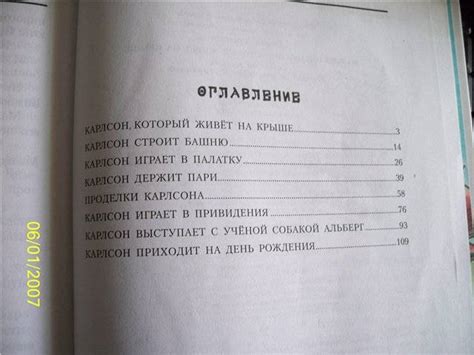 ОГЛАВЛЕНИЕ
КАРЛСОН, КОТОРЫЙ ЖИВЁТ НА КРЫШЕ 3
КАРЛСОН СТРОИТ БАШНЮ 14
КАРЛСОН ИГРАЕТ В ПАЛАТКУ 26
КАРЛСОН ДЕРЖИТ ПАРИ 39
ПРОДЕЛКИ КАРЛСОНА 58
КАРЛСОН ИГРАЕТ В ПРИВИДЕНИЯ 76
КАРЛСОН ВЫСТУПАЕТ С УЧЁНОЙ СОБАКОЙ АЛЬБЕРГ 93
КАРЛСОН ПРИХОДИТ НА ДЕНЬ РОЖДЕНИЯ 109
06/01/2007